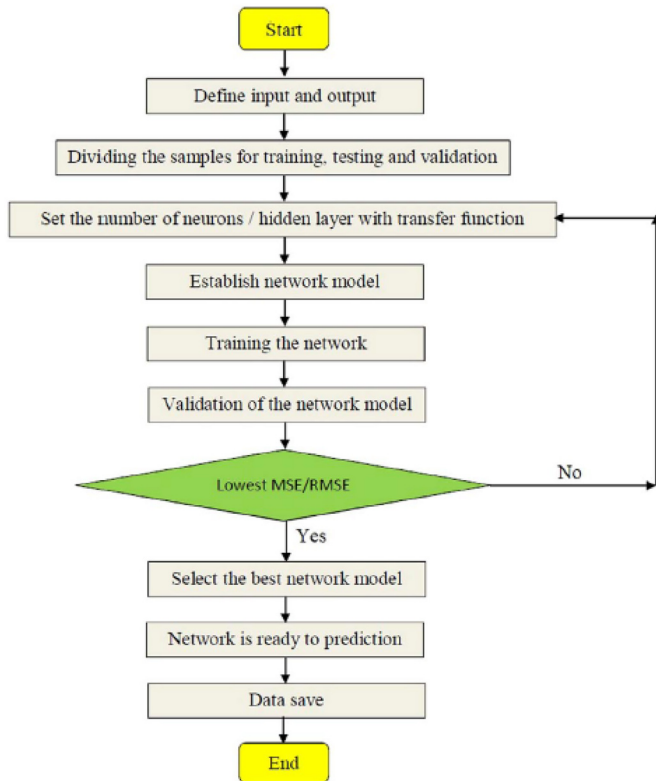 Start
Define input and output
Dividing the samples for training, testing and validation
Set the number of neurons / hidden layer with transfer function
Establish network model
Training the network
Validation of the network model
Lowest MSE/RMSE
No
Yes
Select the best network model
Network is ready to prediction
Data save
End